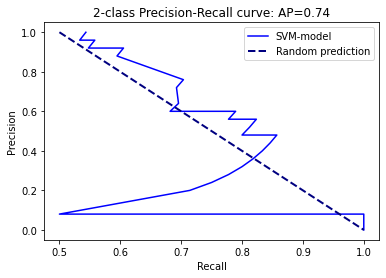 2-class Precision-Recall curve: AP=0.74
SVM-model
Random prediction
Precision
1.0
0.8
0.6
0.4
0.2
0.0
0.5
0.6
0.7
0.8
0.9
1.0
Recall